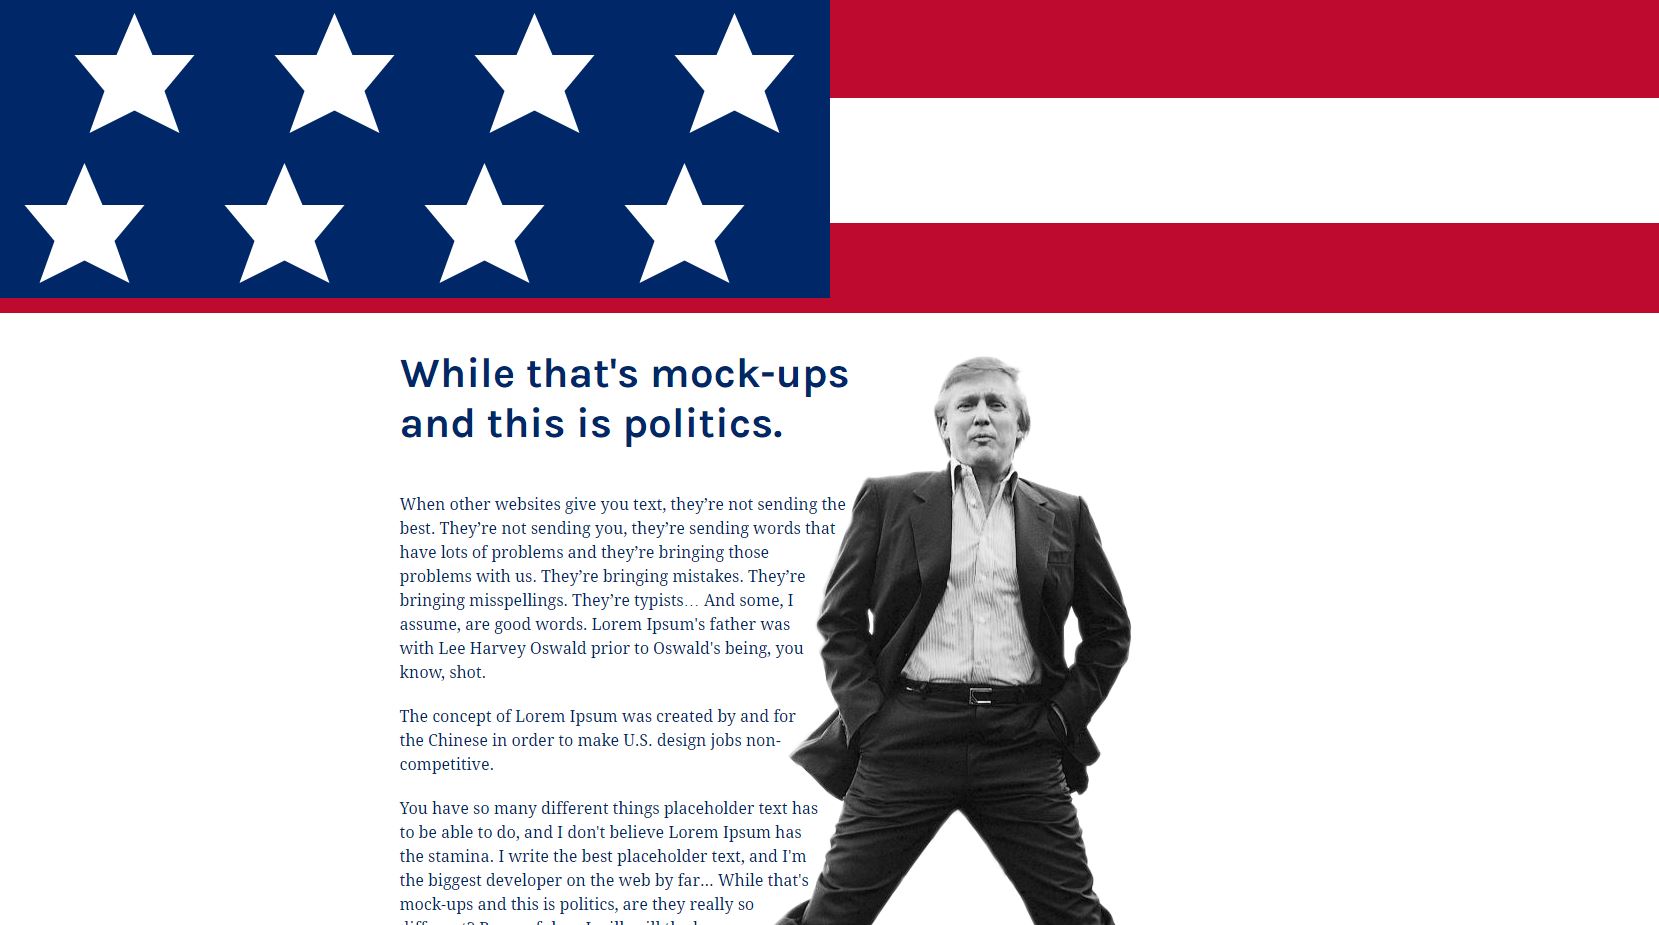 While that's mock-ups
and this is politics.
When other websites give you text, they’re not sending the
best. They’re not sending you, they’re sending words that
have lots of problems and they’re bringing those
problems with us. They’re bringing mistakes. They’re
bringing misspellings. They’re typists… And some, I
assume, are good words. Lorem Ipsum's father was
with Lee Harvey Oswald prior to Oswald's being, you
know, shot.
The concept of Lorem Ipsum was created by and for
the Chinese in order to make U.S. design jobs non-
competitive.
You have so many different things placeholder text has
to be able to do, and I don't believe Lorem Ipsum has
the stamina. I write the best placeholder text, and I'm
the biggest developer on the web by far... While that's
mock-ups and this is politics, are they really so